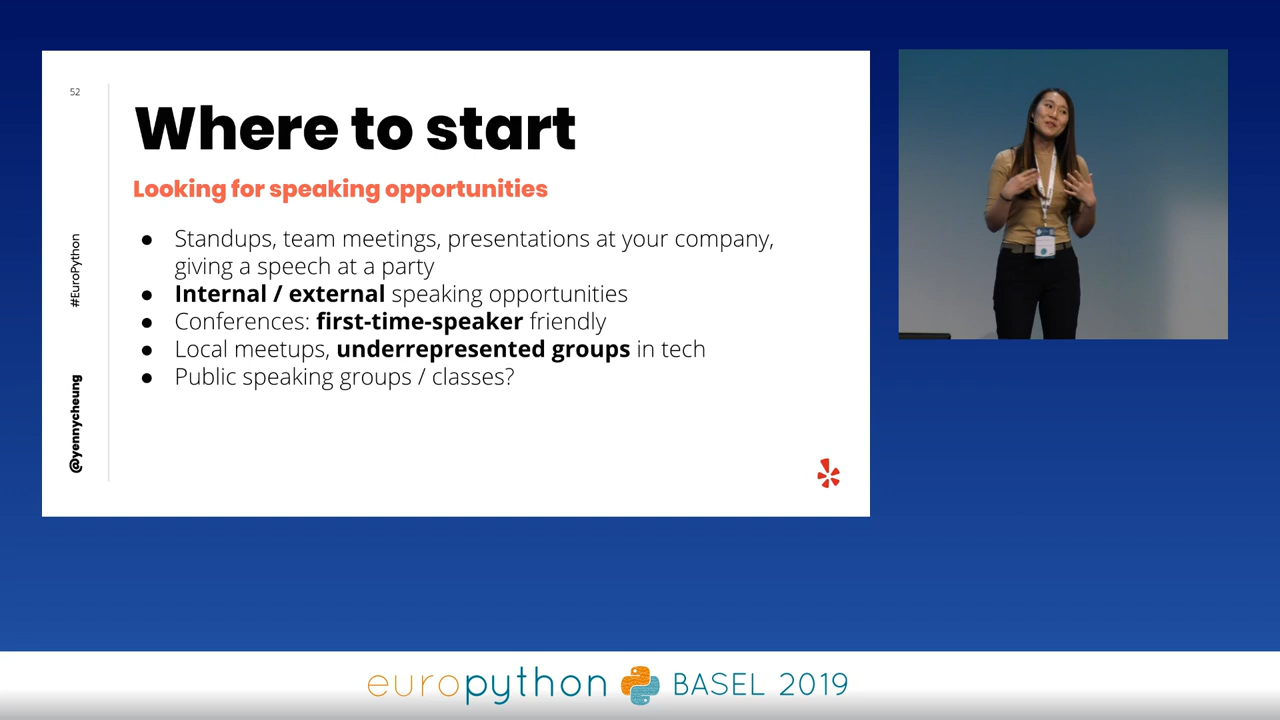 52
Where to start
Looking for speaking opportunities
● Standups, team meetings, presentations at your company,
giving a speech at a party
● Internal / external speaking opportunities
● Conferences: first-time-speaker friendly
● Local meetups, underrepresented groups in tech
● Public speaking groups / classes?
#EuroPython
@yennycheung
europython BASEL 2019